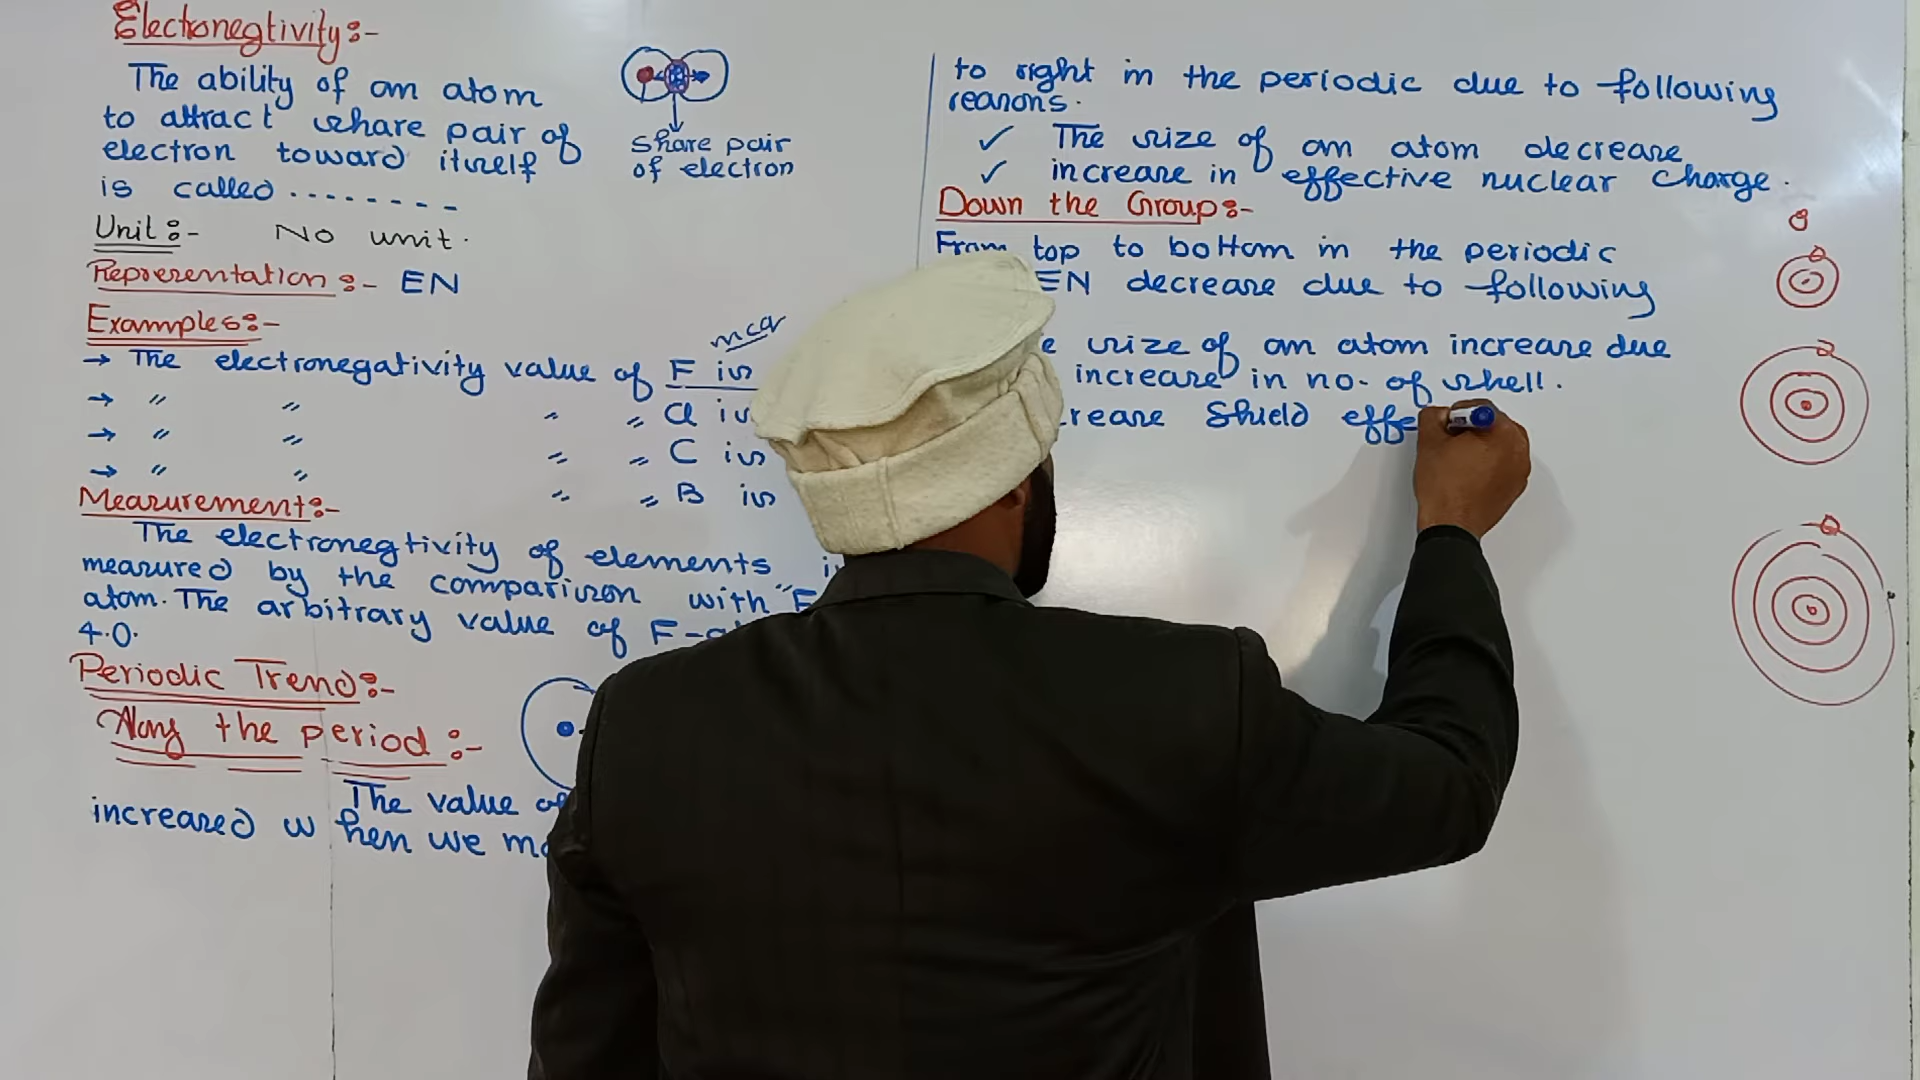 Electronegtivity:-
The ability of an atom
to attract share pair of
electron toward itself
is called --------
share pair
of electron
Unit:- No unit.
Representation:- EN
Examples:-
→ The electronegativity value of F is
→ " " " " Cl is
→ " " " " C is
→ " " " " B is
Measurement:-
The electronegtivity of elements
measured by the comparison with "F
atom. The arbitrary value of F-
4.0.
Periodic Trend:-
Along the period:-
The value of
increased when we
to right in the periodic due to following
reasons.
✓ The size of an atom decrease
✓ increase in effective nuclear charge.
Down the Group:-
From top to bottom in the periodic
EN decrease due to following
size of an atom increase due
increase in no. of shell.
Shield